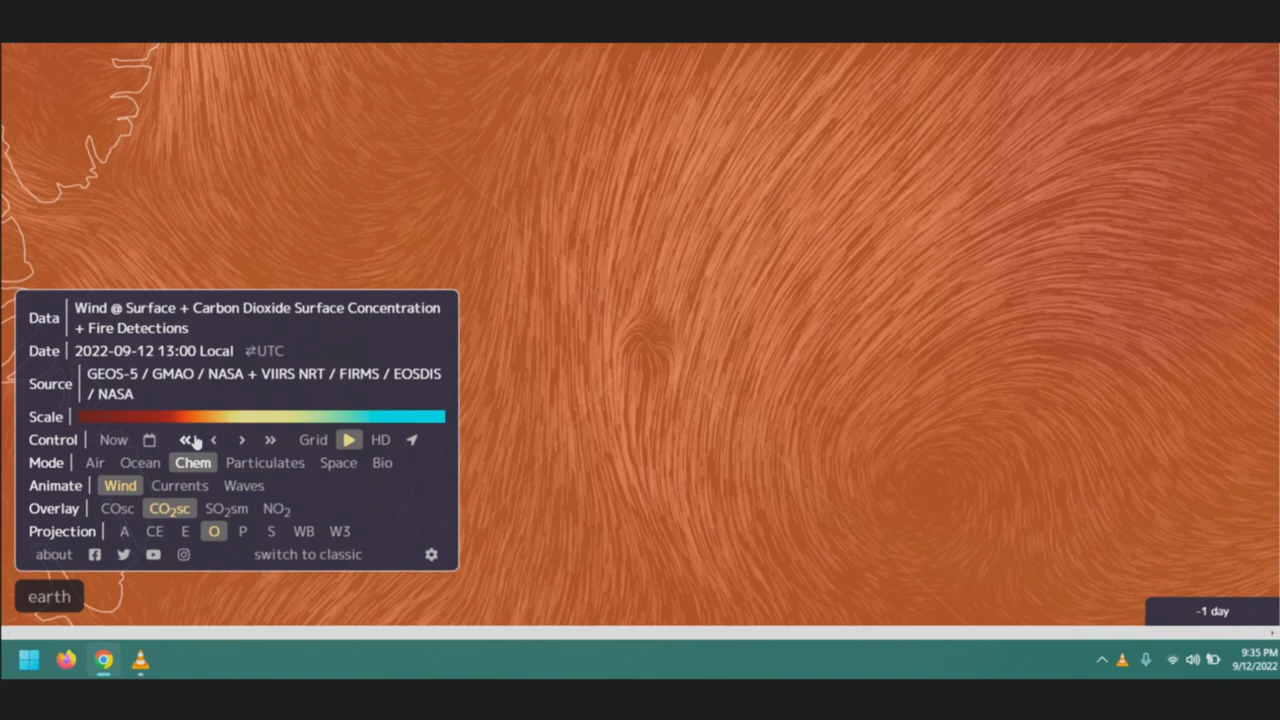 Data | Wind @ Surface + Carbon Dioxide Surface Concentration
+ Fire Detections
Date | 2022-09-12 13:00 Local ⇄UTC
Source | GEOS-5 / GMAO / NASA + VIIRS NRT / FIRMS / EOSDIS
/ NASA
Scale |
Control | Now « ‹ › » Grid HD
Mode | Air Ocean Chem Particulates Space Bio
Animate | Wind Currents Waves
Overlay | COsc CO₂sc SO₂sm NO₂
Projection | A CE E O P S WB W3
about switch to classic
earth
-1 day
9:35 PM
9/12/2022